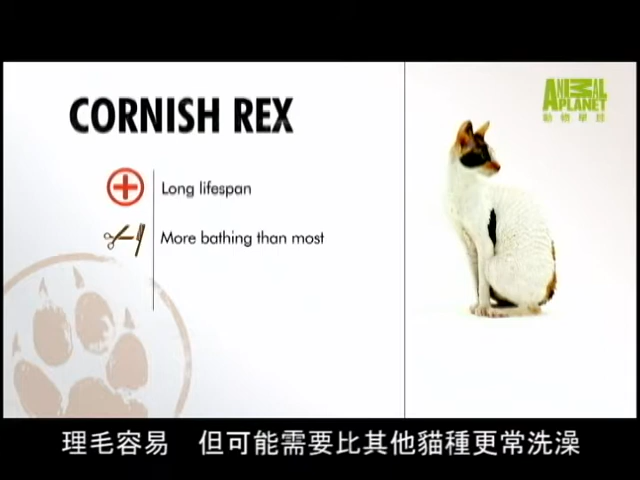 CORNISH REX
Long lifespan
More bathing than most
ANIMAL
PLANET
動物星球
理毛容易 但可能需要比其他貓種更常洗澡